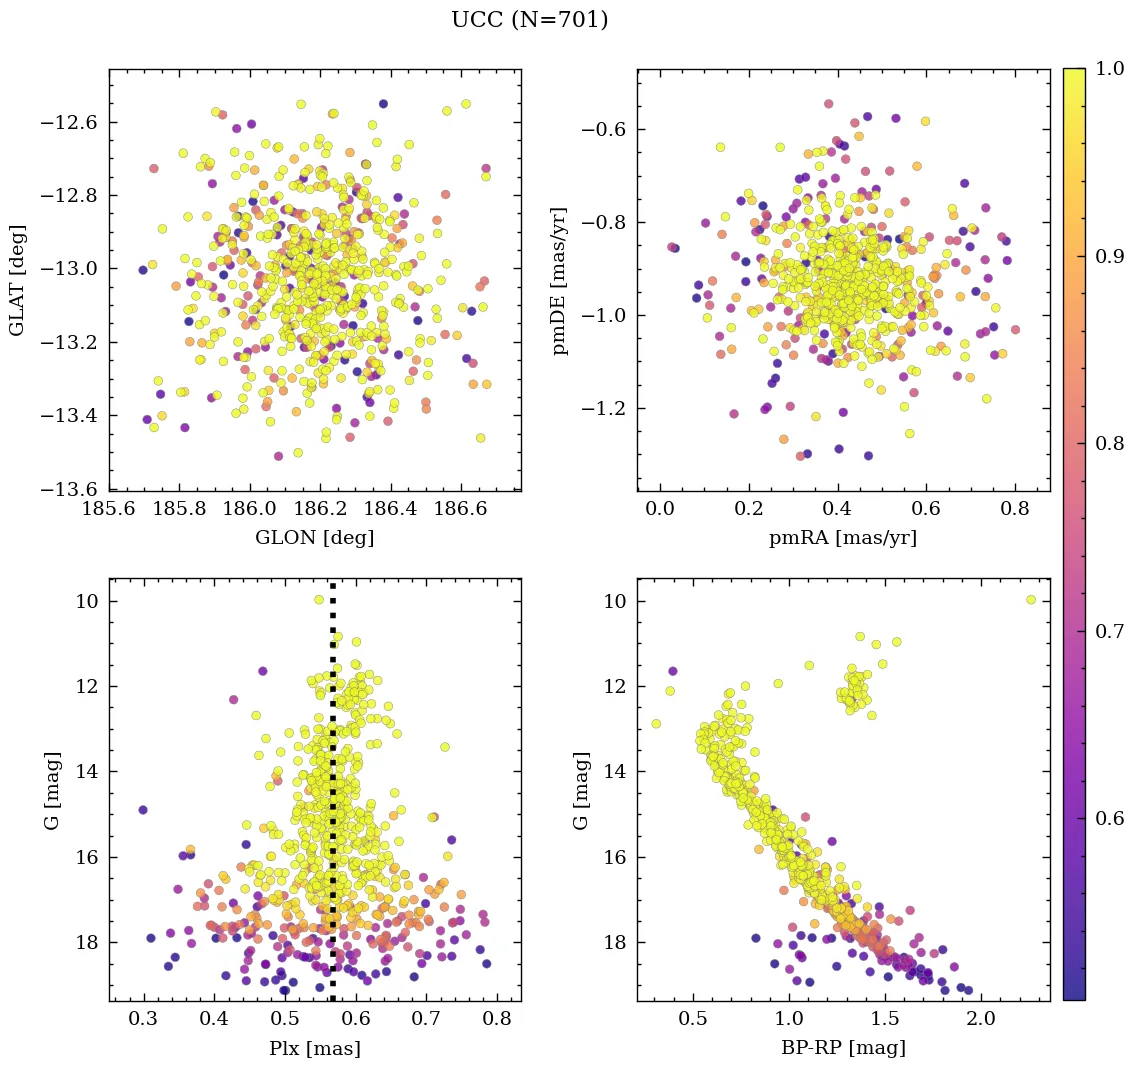 UCC (N=701)
−12.6
−12.8
−13.0
−13.2
−13.4
−13.6
GLAT [deg]
185.6 185.8 186.0 186.2 186.4 186.6
GLON [deg]
−0.6
−0.8
−1.0
−1.2
pmDE [mas/yr]
0.0 0.2 0.4 0.6 0.8
pmRA [mas/yr]
10
12
14
16
18
G [mag]
0.3 0.4 0.5 0.6 0.7 0.8
Plx [mas]
10
12
14
16
18
G [mag]
0.5 1.0 1.5 2.0
BP-RP [mag]
1.0
0.9
0.8
0.7
0.6